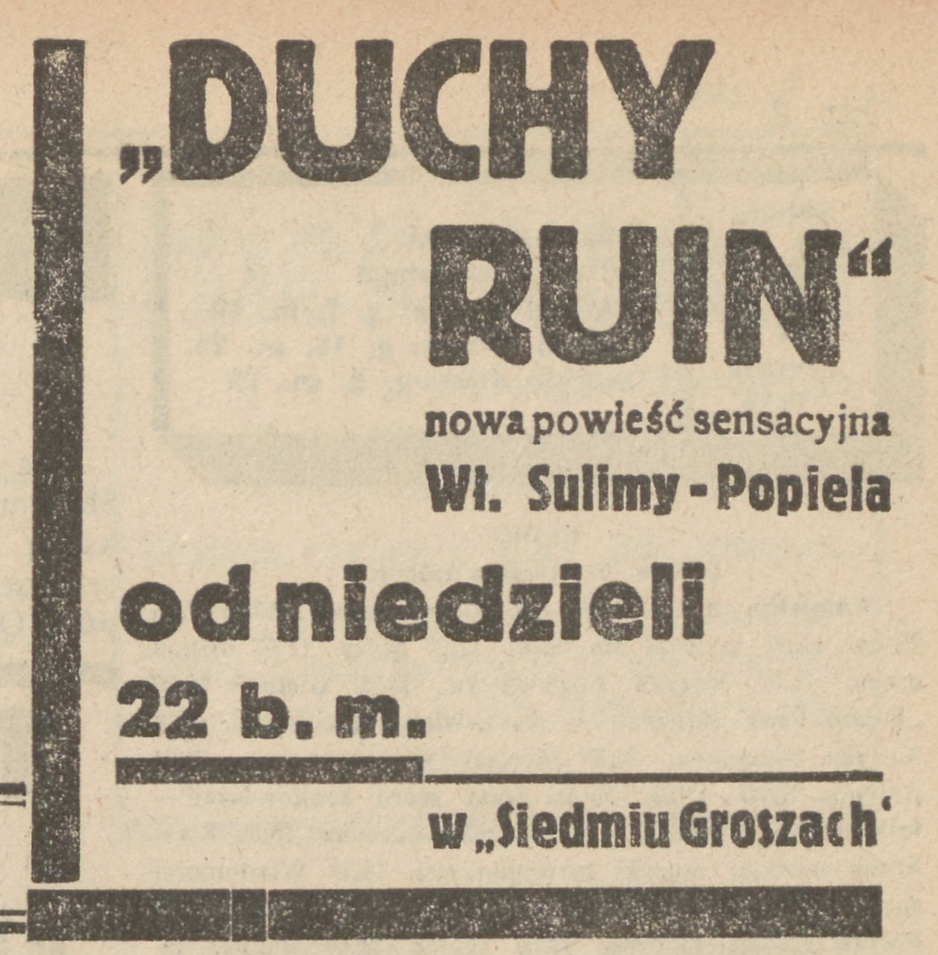 „DUCHY
RUIN“
nowa powieść sensacyjna
Wł. Sulimy-Popiela
od niedzieli
22 b. m.
w „Siedmiu Groszach‘